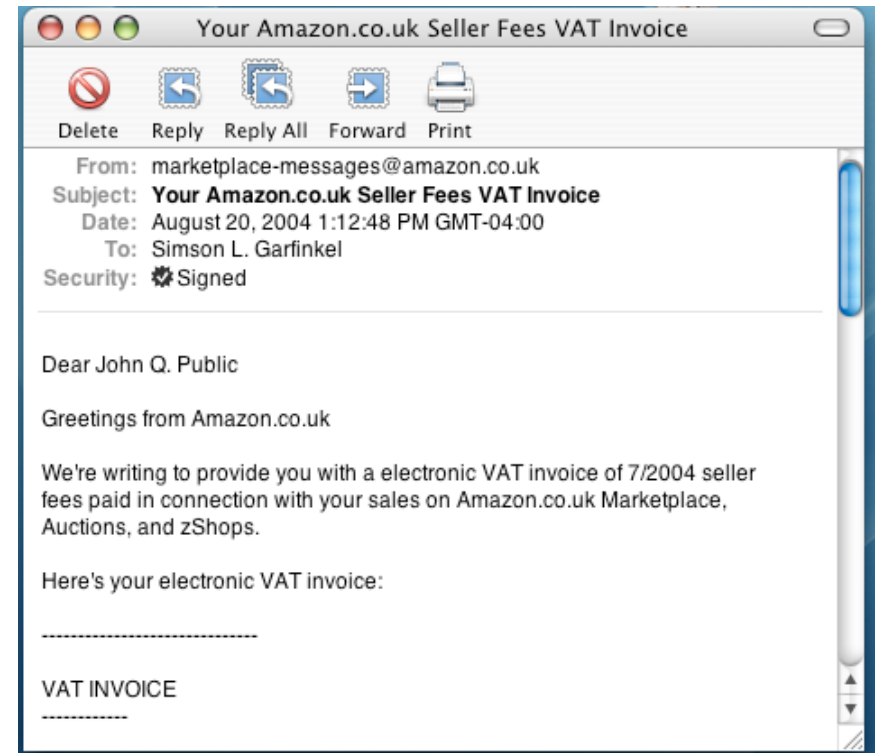 Your Amazon.co.uk Seller Fees VAT Invoice
Delete Reply Reply All Forward Print
From: marketplace-messages@amazon.co.uk
Subject: Your Amazon.co.uk Seller Fees VAT Invoice
Date: August 20, 2004 1:12:48 PM GMT-04:00
To: Simson L. Garfinkel
Security: Signed
Dear John Q. Public
Greetings from Amazon.co.uk
We're writing to provide you with a electronic VAT invoice of 7/2004 seller
fees paid in connection with your sales on Amazon.co.uk Marketplace,
Auctions, and zShops.
Here's your electronic VAT invoice:
------------------------------
VAT INVOICE
------------